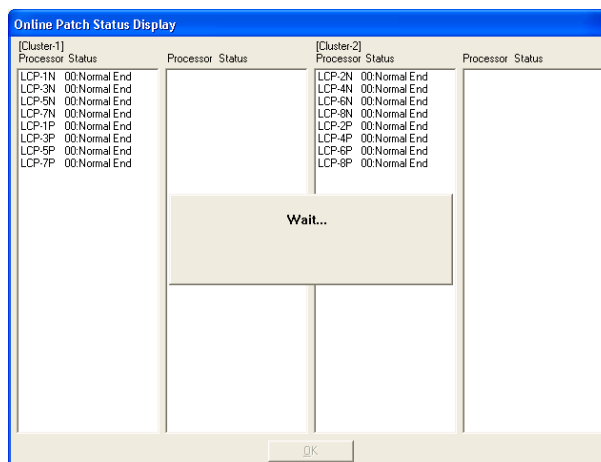 Online Patch Status Display
[Cluster-1] [Cluster-2]
Processor Status Processor Status Processor Status Processor Status
LCP-1N 00:Normal End
LCP-3N 00:Normal End
LCP-5N 00:Normal End
LCP-7N 00:Normal End
LCP-1P 00:Normal End
LCP-3P 00:Normal End
LCP-5P 00:Normal End
LCP-7P 00:Normal End
LCP-2N 00:Normal End
LCP-4N 00:Normal End
LCP-6N 00:Normal End
LCP-8N 00:Normal End
LCP-2P 00:Normal End
LCP-4P 00:Normal End
LCP-6P 00:Normal End
LCP-8P 00:Normal End
Wait...
OK